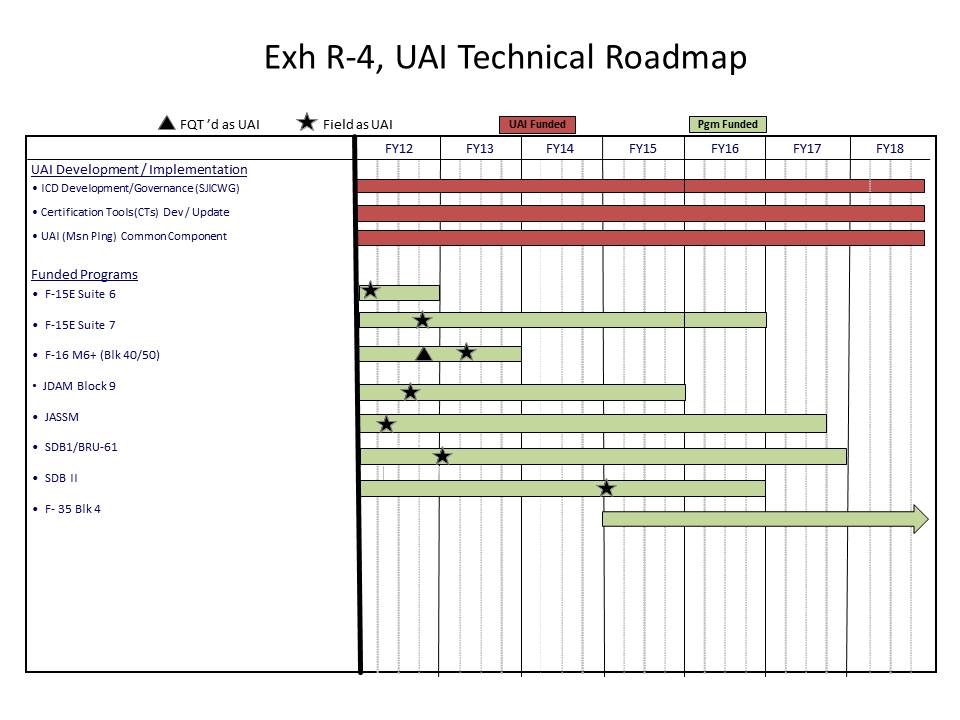 Exh R-4, UAI Technical Roadmap
FQT 'd as UAI Field as UAI UAI Funded Pgm Funded
FY12 FY13 FY14 FY15 FY16 FY17 FY18
UAI Development / Implementation
• ICD Development/Governance (SJICWG)
• Certification Tools(CTs) Dev / Update
• UAI (Msn Plng) Common Component
Funded Programs
• F-15E Suite 6
• F-15E Suite 7
• F-16 M6+ (Blk 40/50)
• JDAM Block 9
• JASSM
• SDB1/BRU-61
• SDB II
• F- 35 Blk 4